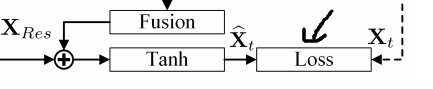 Fusion
X_Res
X̂_t
X_t
Tanh
Loss